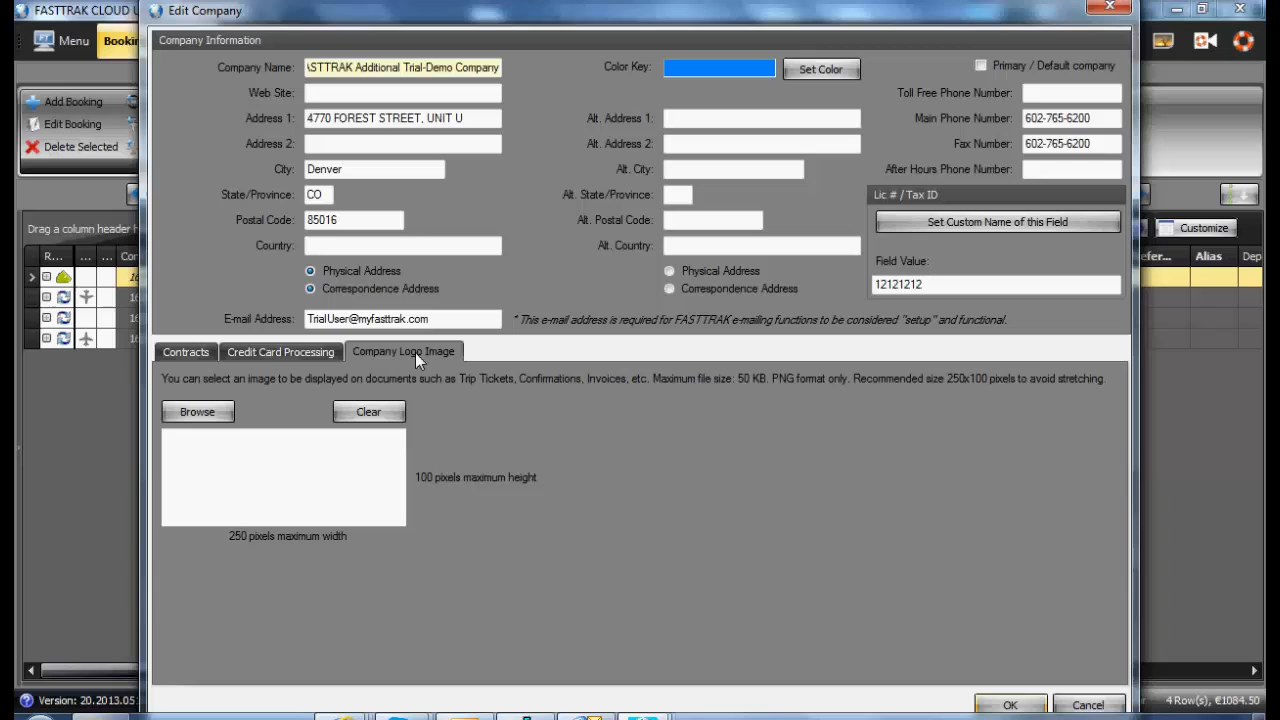 FASTTRAK CLOUD U
Edit Company
Menu
Bookin
Company Information
Company Name: ASTTRAK Additional Trial-Demo Company
Color Key:
Set Color
Primary / Default company
Web Site:
Toll Free Phone Number:
Add Booking
Address 1: 4770 FOREST STREET, UNIT U
Alt. Address 1:
Main Phone Number: 602-765-6200
Edit Booking
Address 2:
Alt. Address 2:
Fax Number: 602-765-6200
Delete Selected
City: Denver
Alt. City:
After Hours Phone Number:
State/Province: CO
Alt. State/Province:
Lic # / Tax ID
Postal Code: 85016
Alt. Postal Code:
Set Custom Name of this Field
Drag a column header h
Customize
Country:
Alt. Country:
R... ... ... Co
Field Value:
efer... Alias Dep
Physical Address
Physical Address
16
12121212
Correspondence Address
Correspondence Address
16
E-mail Address: TrialUser@myfasttrak.com
* This e-mail address is required for FASTTRAK e-mailing functions to be considered "setup" and functional.
16
16
Contracts
Credit Card Processing
Company Logo Image
You can select an image to be displayed on documents such as Trip Tickets, Confirmations, Invoices, etc. Maximum file size: 50 KB. PNG format only. Recommended size 250x100 pixels to avoid stretching.
Browse
Clear
100 pixels maximum height
250 pixels maximum width
Version: 20.2013.05
4 Row(s), €1084.50
OK
Cancel